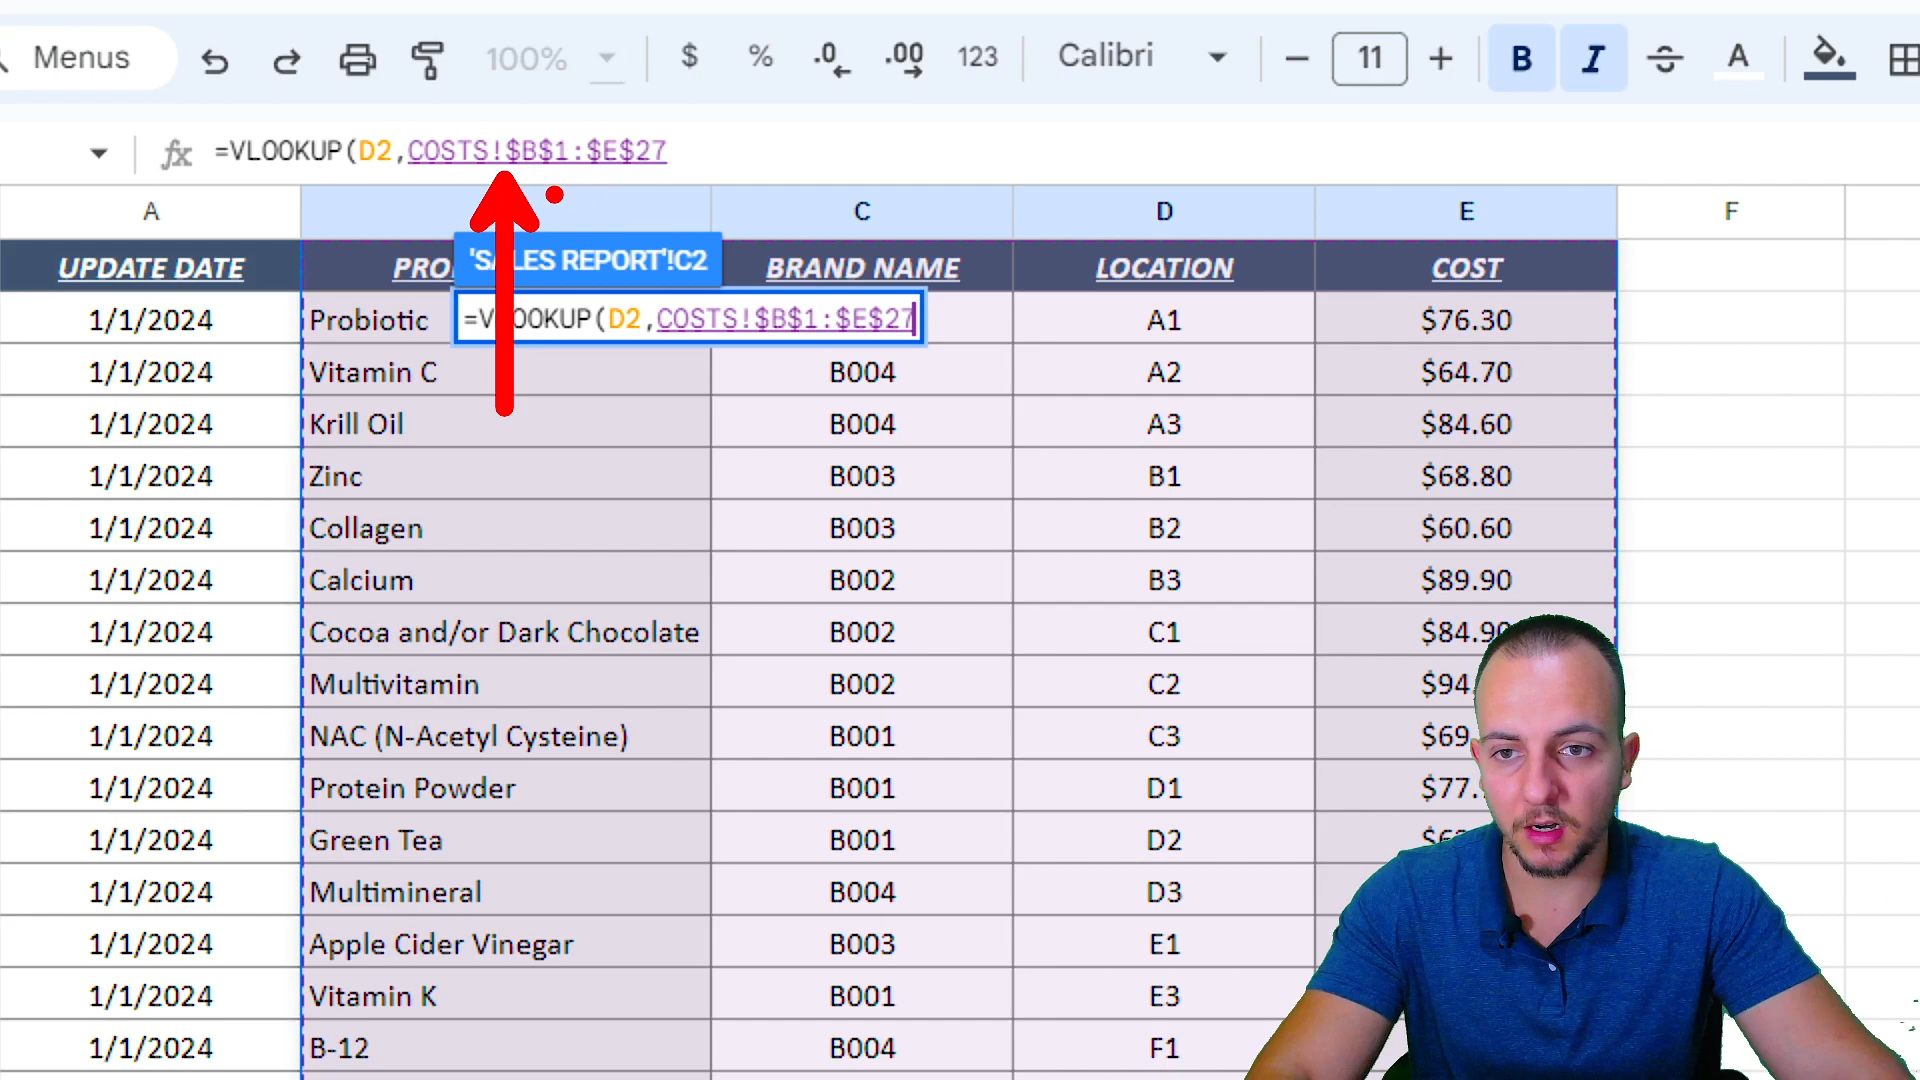 Menus 100% $ % .0 .00 123 Calibri 11 B I A
fx =VLOOKUP(D2,COSTS!$B$1:$E$27
A C D E F
'SALES REPORT'!C2
UPDATE DATE BRAND NAME LOCATION COST
=VLOOKUP(D2,COSTS!$B$1:$E$27
1/1/2024 Probiotic A1 $76.30
1/1/2024 Vitamin C B004 A2 $64.70
1/1/2024 Krill Oil B004 A3 $84.60
1/1/2024 Zinc B003 B1 $68.80
1/1/2024 Collagen B003 B2 $60.60
1/1/2024 Calcium B002 B3 $89.90
1/1/2024 Cocoa and/or Dark Chocolate B002 C1 $84.90
1/1/2024 Multivitamin B002 C2 $94.
1/1/2024 NAC (N-Acetyl Cysteine) B001 C3 $69.
1/1/2024 Protein Powder B001 D1 $77.
1/1/2024 Green Tea B001 D2
1/1/2024 Multimineral B004 D3
1/1/2024 Apple Cider Vinegar B003 E1
1/1/2024 Vitamin K B001 E3
1/1/2024 B-12 B004 F1